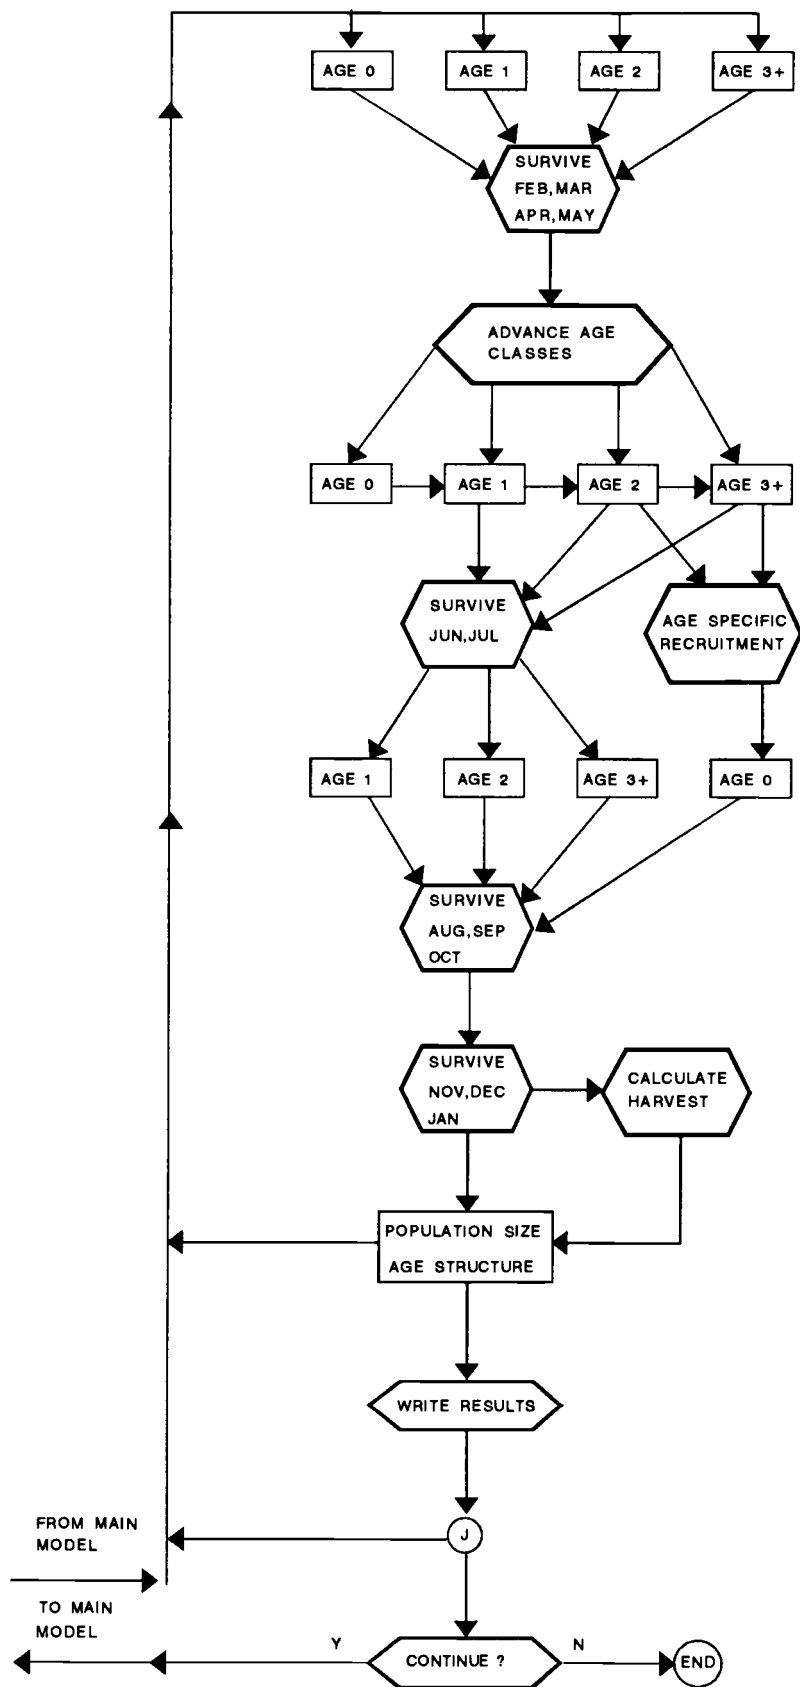 AGE 0
AGE 1
AGE 2
AGE 3+
SURVIVE
FEB,MAR
APR,MAY
ADVANCE AGE
CLASSES
AGE 0
AGE 1
AGE 2
AGE 3+
SURVIVE
JUN,JUL
AGE SPECIFIC
RECRUITMENT
AGE 1
AGE 2
AGE 3+
AGE 0
SURVIVE
AUG,SEP
OCT
SURVIVE
NOV,DEC
JAN
CALCULATE
HARVEST
POPULATION SIZE
AGE STRUCTURE
WRITE RESULTS
J
FROM MAIN
MODEL
TO MAIN
MODEL
Y
CONTINUE ?
N
END